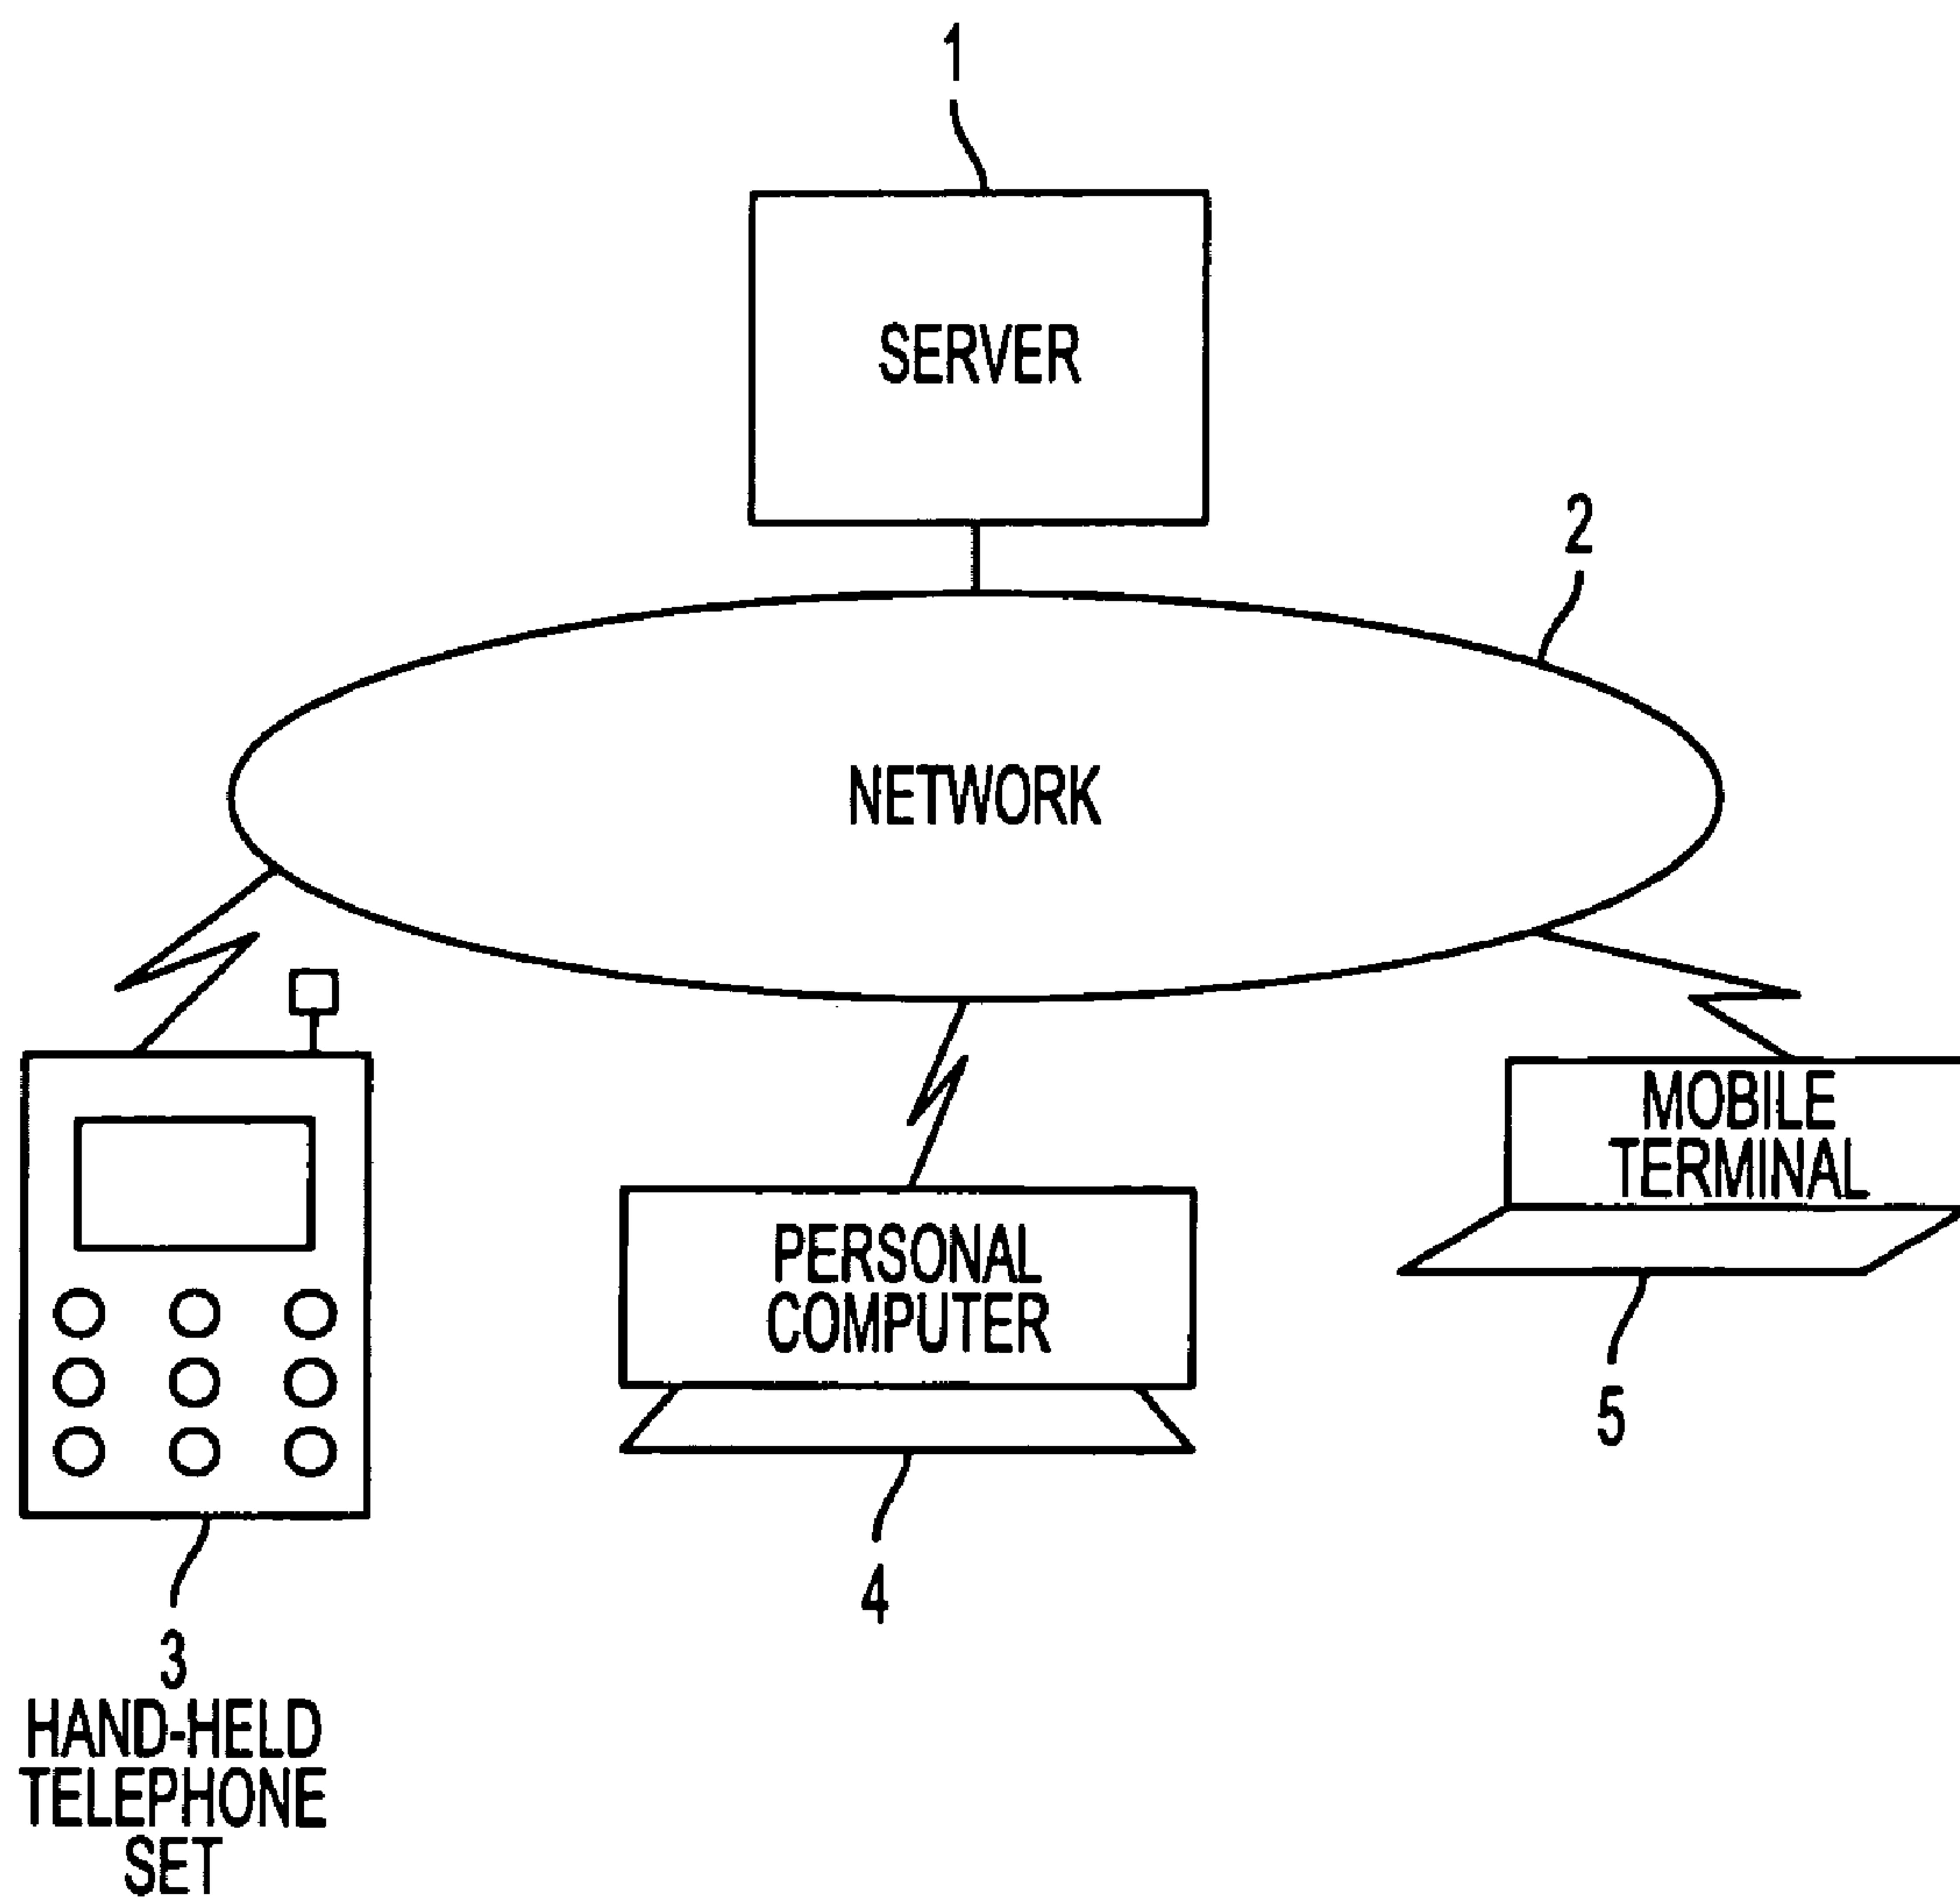 1
SERVER
2
NETWORK
MOBILE
TERMINAL
PERSONAL
COMPUTER
5
4
3
HAND-HELD
TELEPHONE
SET